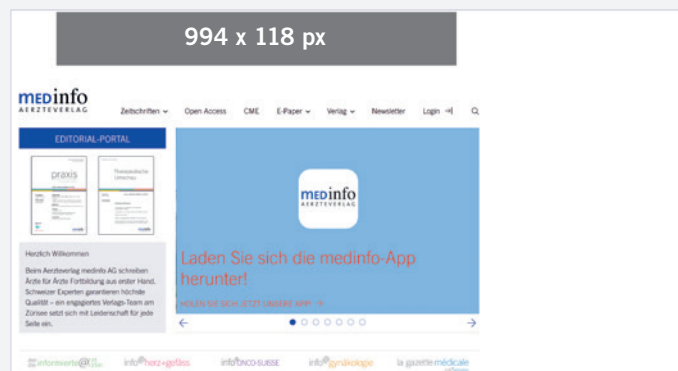 994 x 118 px
medinfo
AERZTEVERLAG
Zeitschriften Open Access CME E-Paper Verlag Newsletter Login
EDITORIAL-PORTAL
praxis
Therapeutische
Umschau
medinfo
AERZTEVERLAG
Laden Sie sich die medinfo-App
herunter!
HOLEN SIE SICH JETZT UNSERE APP!
Herzlich Willkommen
Beim Aerzteverlag medinfo AG schreiben
Ärzte für Ärzte Fortbildung aus erster Hand.
Schweizer Experten garantieren höchste
Qualität – ein engagiertes Verlags-Team am
Zürisee setzt sich mit Leidenschaft für jede
Seite ein.
info herz+gefäss info ONCO-SUISSE info gynäkologie la gazette médicale